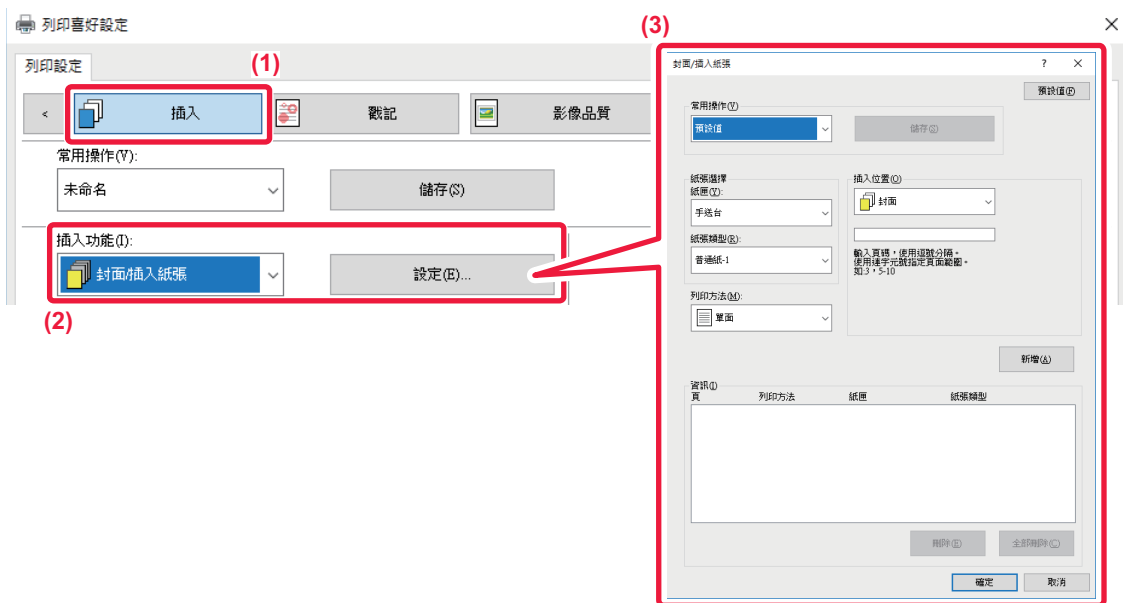 列印喜好設定
(3)
列印設定
(1)
<
插入
戳記
影像品質
常用操作(V):
未命名
儲存(S)
插入功能(I):
封面/插入紙張
設定(E)...
(2)
封面/插入紙張
?
預設值(F)
常用操作(V)
預設值
儲存(S)
紙張選擇
紙匣(Y):
手送台
紙張類型(R):
普通紙-1
列印方法(M):
單面
插入位置(O)
封面
輸入頁碼，使用逗號分隔。
使用連字元號指定頁面範圍。
如:3，5-10
新增(A)
資訊(I)
頁 列印方法 紙匣 紙張類型
刪除(E)
全部刪除(C)
確定
取消